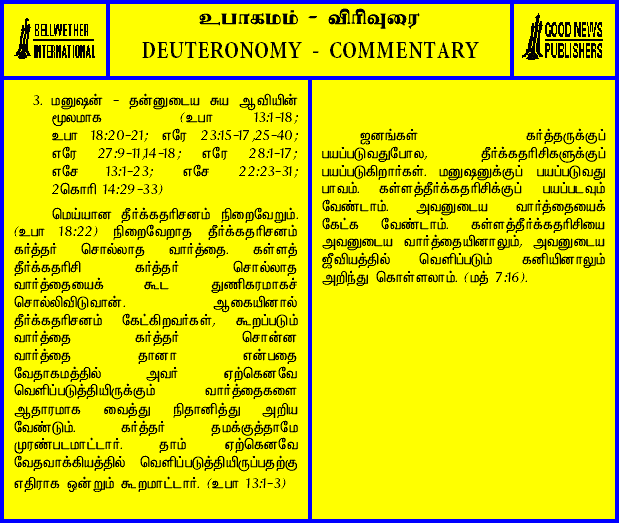 BELLWETHER
INTERNATIONAL
உபாகமம் - விரிவுரை
DEUTERONOMY - COMMENTARY
GOOD NEWS
PUBLISHERS
3. மனுஷன் - தன்னுடைய சுய ஆவியின்
மூலமாக (உபா 13:1-18;
உபா 18:20-21; எரே 23:15-17,25-40;
எரே 27:9-11,14-18; எரே 28:1-17;
எசே 13:1-23; எசே 22:23-31;
2கொரி 14:29-33)
மெய்யான தீர்க்கதரிசனம் நிறைவேறும்.
(உபா 18:22) நிறைவேறாத தீர்க்கதரிசனம்
கர்த்தர் சொல்லாத வார்த்தை. கள்ளத்
தீர்க்கதரிசி கர்த்தர் சொல்லாத
வார்த்தையைக் கூட துணிகரமாகச்
சொல்லிவிடுவான். ஆகையினால்
தீர்க்கதரிசனம் கேட்கிறவர்கள், கூறப்படும்
வார்த்தை கர்த்தர் சொன்ன
வார்த்தை தானா என்பதை
வேதாகமத்தில் அவர் ஏற்கெனவே
வெளிப்படுத்தியிருக்கும் வார்த்தைகளை
ஆதாரமாக வைத்து நிதானித்து அறிய
வேண்டும். கர்த்தர் தமக்குத்தாமே
முரண்படமாட்டார். தாம் ஏற்கெனவே
வேதவாக்கியத்தில் வெளிப்படுத்தியிருப்பதற்கு
எதிராக ஒன்றும் கூறமாட்டார். (உபா 13:1-3)
ஜனங்கள் கர்த்தருக்குப்
பயப்படுவதுபோல, தீர்க்கதரிசிகளுக்குப்
பயப்படுகிறார்கள். மனுஷனுக்குப் பயப்படுவது
பாவம். கள்ளத்தீர்க்கதரிசிக்குப் பயப்படவும்
வேண்டாம். அவனுடைய வார்த்தையைக்
கேட்க வேண்டாம். கள்ளத்தீர்க்கதரிசியை
அவனுடைய வார்த்தையினாலும், அவனுடைய
ஜீவியத்தில் வெளிப்படும் கனியினாலும்
அறிந்து கொள்ளலாம். (மத் 7:16).